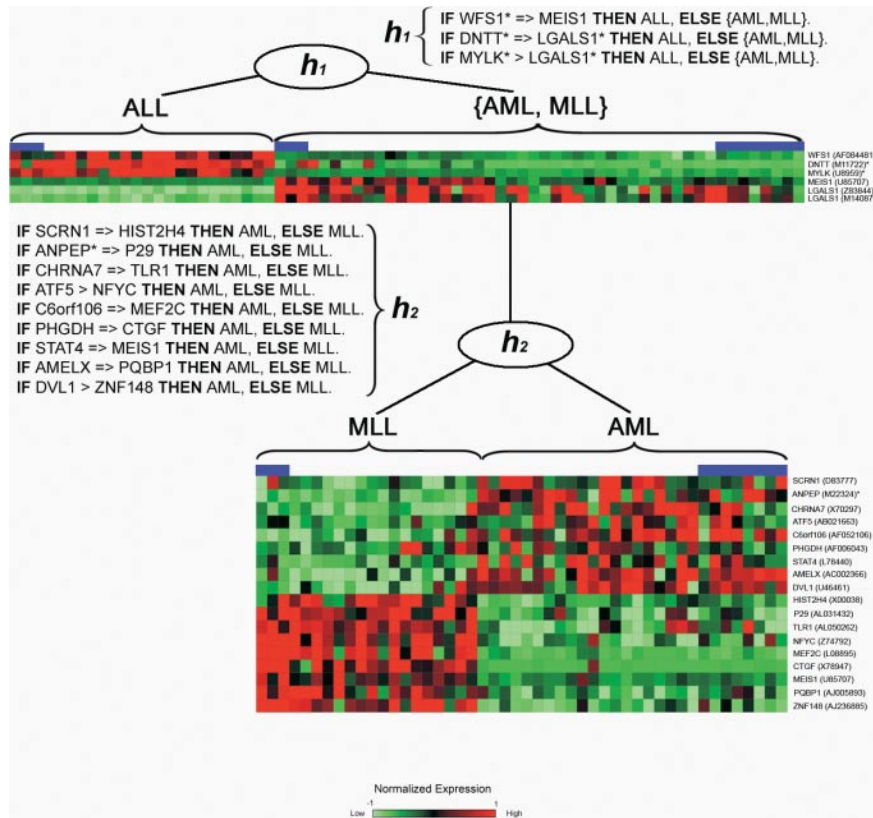 h1
IF WFS1* => MEIS1 THEN ALL, ELSE {AML,MLL}.
IF DNTT* => LGALS1* THEN ALL, ELSE {AML,MLL}.
IF MYLK* > LGALS1* THEN ALL, ELSE {AML,MLL}.
h1
ALL
{AML, MLL}
WFS1 (AF084481
DNTT (M11722)*
MYLK (U8959)*
MEIS1 (U85707)
LGALS1 (Z83844)
LGALS1 (M14087
IF SCRN1 => HIST2H4 THEN AML, ELSE MLL.
IF ANPEP* => P29 THEN AML, ELSE MLL.
IF CHRNA7 => TLR1 THEN AML, ELSE MLL.
IF ATF5 > NFYC THEN AML, ELSE MLL.
IF C6orf106 => MEF2C THEN AML, ELSE MLL.
IF PHGDH => CTGF THEN AML, ELSE MLL.
IF STAT4 => MEIS1 THEN AML, ELSE MLL.
IF AMELX => PQBP1 THEN AML, ELSE MLL.
IF DVL1 > ZNF148 THEN AML, ELSE MLL.
h2
h2
MLL
AML
SCRN1 (D83777)
ANPEP (M22324)*
CHRNA7 (X70297)
ATF5 (AB021663)
C6orf106 (AF052106)
PHGDH (AF006043)
STAT4 (L78440)
AMELX (AC002366)
DVL1 (U46461)
HIST2H4 (X00038)
P29 (AL031432)
TLR1 (AL050262)
NFYC (Z74792)
MEF2C (L08895)
CTGF (X78947)
MEIS1 (U85707)
PQBP1 (AJ005893)
ZNF148 (AJ236885)
Normalized Expression
-1
1
Low
High